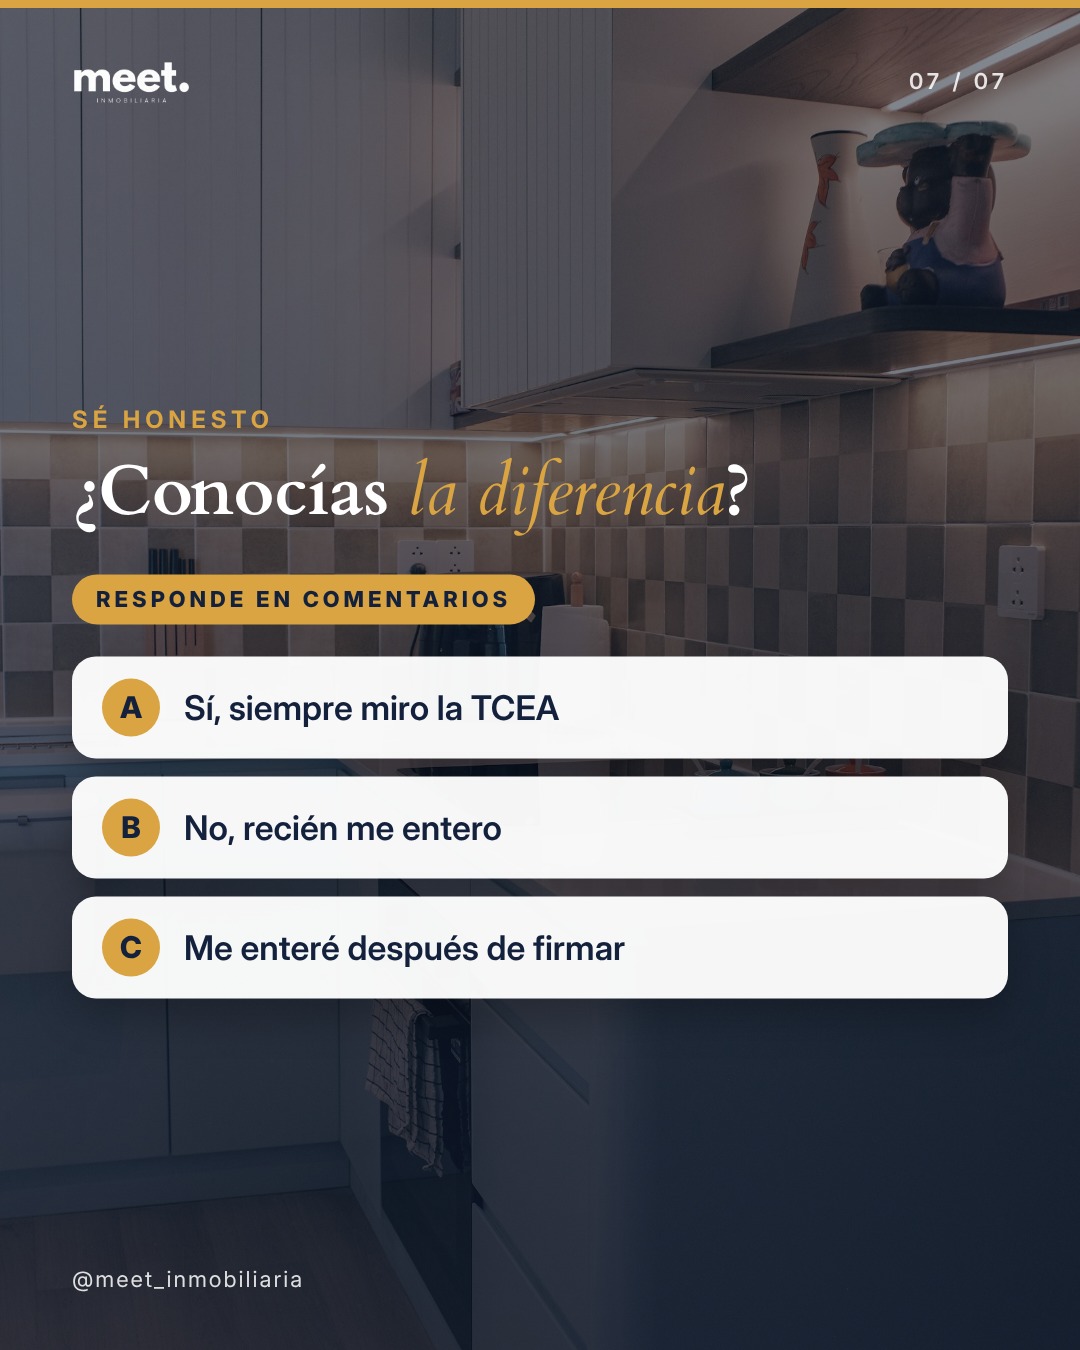 meet.
INMOBILIARIA
07 / 07
SÉ HONESTO
¿Conocías la diferencia?
RESPONDE EN COMENTARIOS
A Sí, siempre miro la TCEA
B No, recién me entero
C Me enteré después de firmar
@meet_inmobiliaria